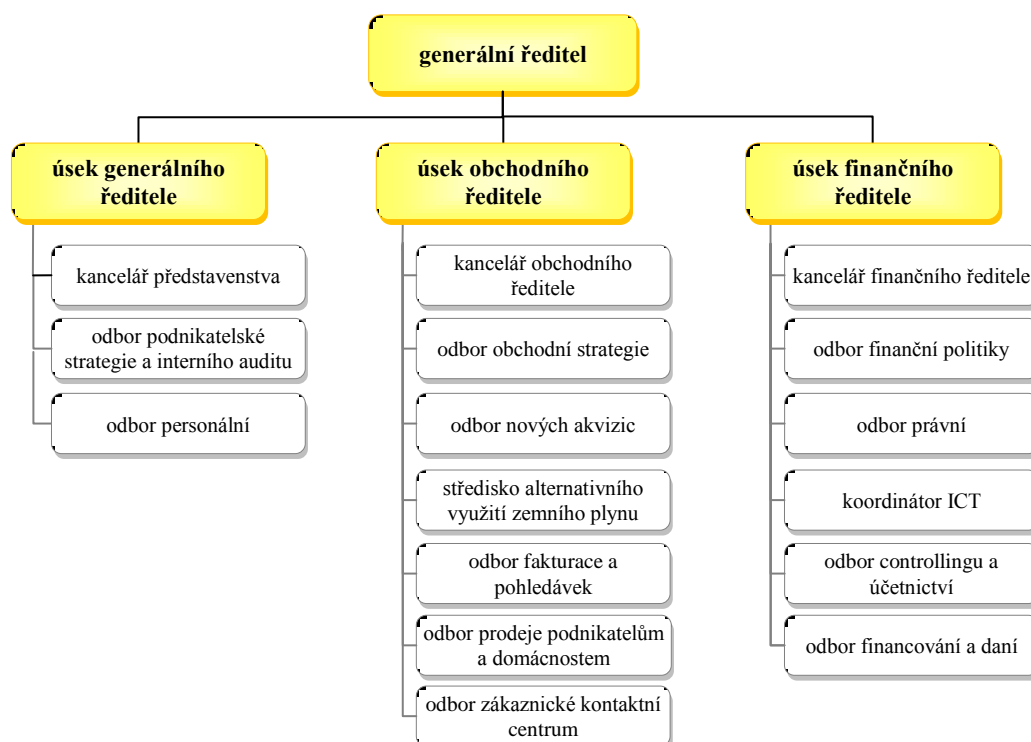 generální ředitel
úsek generálního
ředitele
kancelář představenstva
odbor podnikatelské
strategie a interního auditu
odbor personální
úsek obchodního
ředitele
kancelář obchodního
ředitele
odbor obchodní strategie
odbor nových akvizic
středisko alternativního
využití zemního plynu
odbor fakturace a
pohledávek
odbor prodeje podnikatelům
a domácnostem
odbor zákaznické kontaktní
centrum
úsek finančního
ředitele
kancelář finančního ředitele
odbor finanční politiky
odbor právní
koordinátor ICT
odbor controllingu a
účetnictví
odbor financování a daní